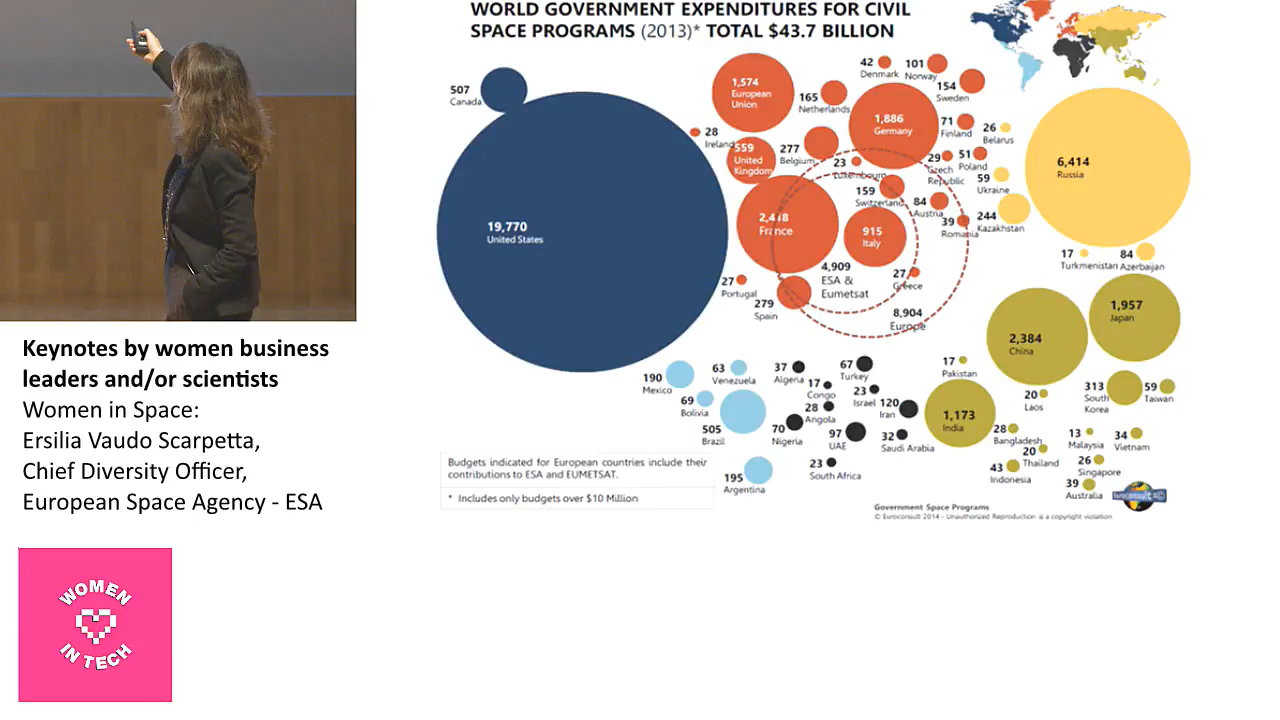 WORLD GOVERNMENT EXPENDITURES FOR CIVIL
SPACE PROGRAMS (2013)* TOTAL $43.7 BILLION
507
Canada
19,770
United States
1,574
European
Union
42
Denmark
101
Norway
165
Netherlands
154
Sweden
1,886
Germany
28
Ireland
559
United
Kingdom
277
Belgium
71
Finland
26
Belarus
23
Luxembourg
29
Czech
Republic
51
Poland
59
Ukraine
6,414
Russia
159
Switzerland
84
Austria
39
Romania
244
Kazakhstan
2,418
France
915
Italy
4,909
ESA &
Eumetsat
27
Greece
27
Portugal
279
Spain
8,904
Europe
17
Turkmenistan
84
Azerbaijan
1,957
Japan
2,384
China
190
Mexico
63
Venezuela
69
Bolivia
505
Brazil
195
Argentina
37
Algeria
17
Congo
67
Turkey
23
Israel
28
Angola
120
Iran
70
Nigeria
97
UAE
32
Saudi Arabia
23
South Africa
17
Pakistan
1,173
India
20
Laos
313
South
Korea
59
Taiwan
28
Bangladesh
20
Thailand
13
Malaysia
34
Vietnam
43
Indonesia
26
Singapore
39
Australia
Budgets indicated for European countries include their
contributions to ESA and EUMETSAT.
* Includes only budgets over $10 Million
euroconsult
Government Space Programs
© Euroconsult 2014 - Unauthorized Reproduction is a copyright violation
Keynotes by women business
leaders and/or scientists
Women in Space:
Ersilia Vaudo Scarpetta,
Chief Diversity Officer,
European Space Agency - ESA
WOMEN
IN TECH